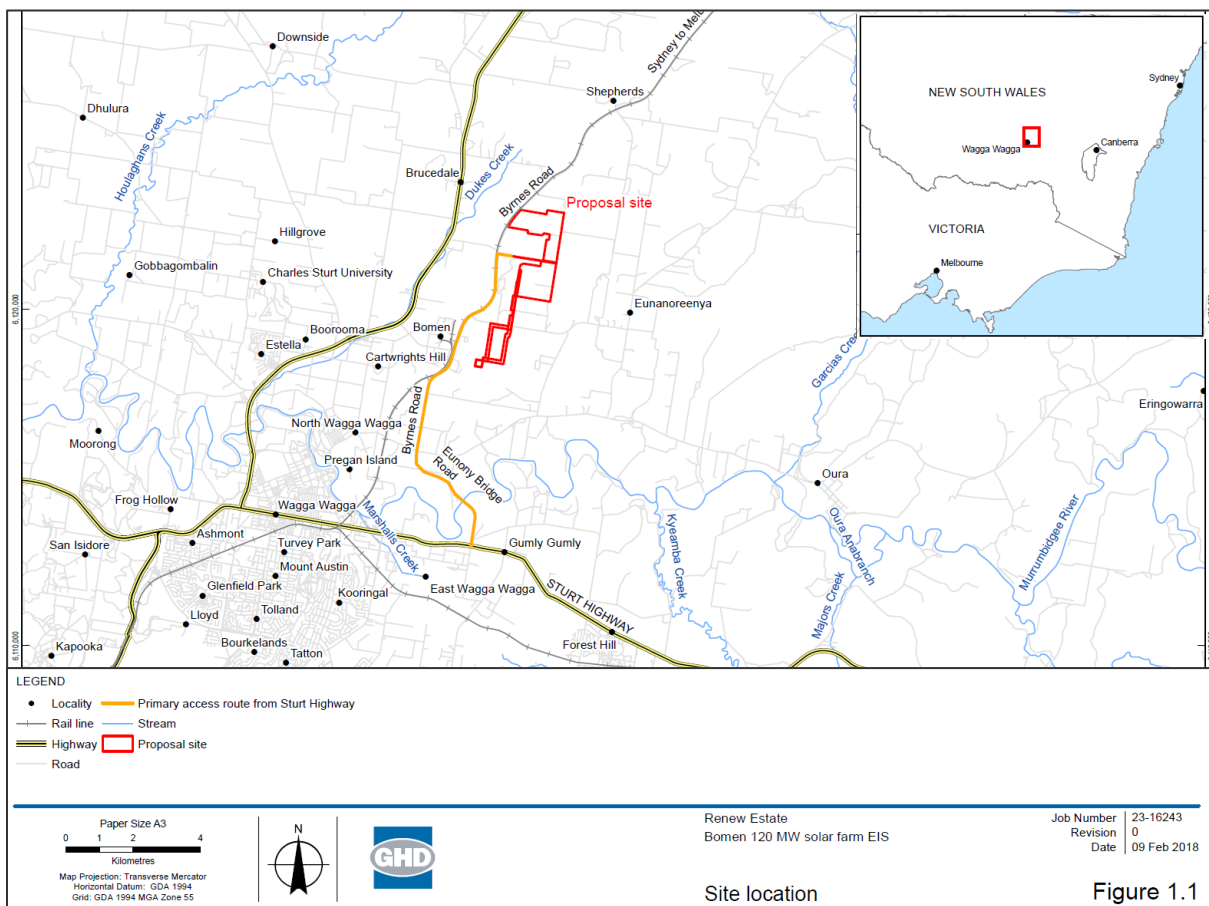 Downside
Sydney to Melb
Shepherds
Dhulura
Houlaghans Creek
Brucedale
Dukes Creek
Byrnes Road
Proposal site
Hillgrove
Gobbagombalin
Charles Sturt University
Eunanoreenya
6,120,000
Boorooma
Bomen
Estella
Cartwrights Hill
Garcias Cree
Eringowarra
North Wagga Wagga
Byrnes Road
Moorong
Pregan Island
Eunony Bridge
Road
Oura
Frog Hollow
Wagga Wagga
Marshalls Creek
Kyeamba Creek
Oura Anabranch
Murrumbidgee River
San Isidore
Ashmont
Turvey Park
Gumly Gumly
Mount Austin
Glenfield Park
Kooringal
East Wagga Wagga
STURT HIGHWAY
Majors Creek
Lloyd
Tolland
6,110,000
Kapooka
Bourkelands
Tatton
Forest Hill
NEW SOUTH WALES
Sydney
Wagga Wagga
Canberra
VICTORIA
Melbourne
LEGEND
Locality
Primary access route from Sturt Highway
Rail line
Stream
Highway
Proposal site
Road
Paper Size A3
0 1 2 4
Kilometres
Map Projection: Transverse Mercator
Horizontal Datum: GDA 1994
Grid: GDA 1994 MGA Zone 55
N
GHD
Renew Estate
Bomen 120 MW solar farm EIS
Site location
Job Number 23-16243
Revision 0
Date 09 Feb 2018
Figure 1.1